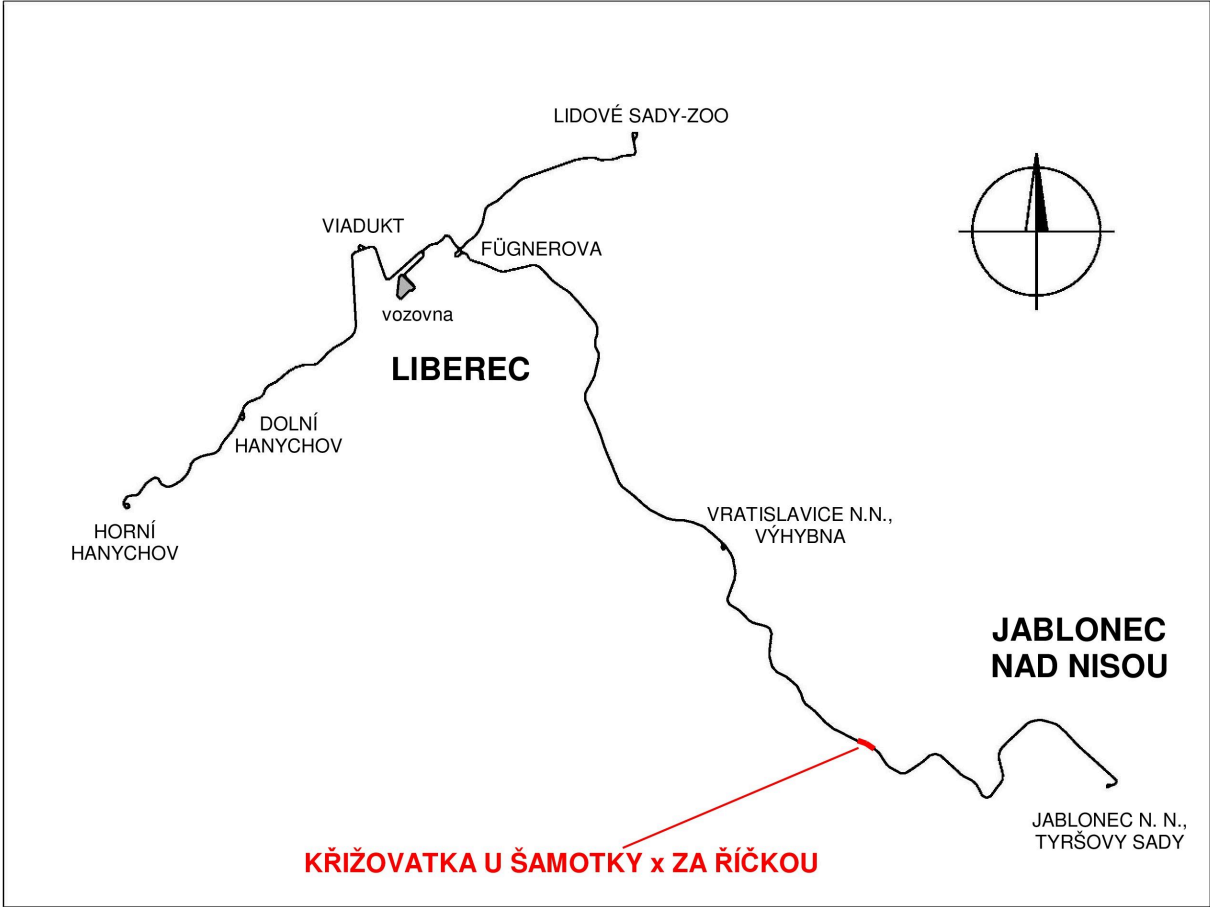 LIDOVÉ SADY-ZOO
VIADUKT
FÜGNEROVA
vozovna
LIBEREC
DOLNÍ
HANYCHOV
HORNÍ
HANYCHOV
VRATISLAVICE N.N.,
VÝHYBNA
JABLONEC
NAD NISOU
JABLONEC N. N.,
TYRŠOVY SADY
KŘIŽOVATKA U ŠAMOTKY x ZA ŘÍČKOU